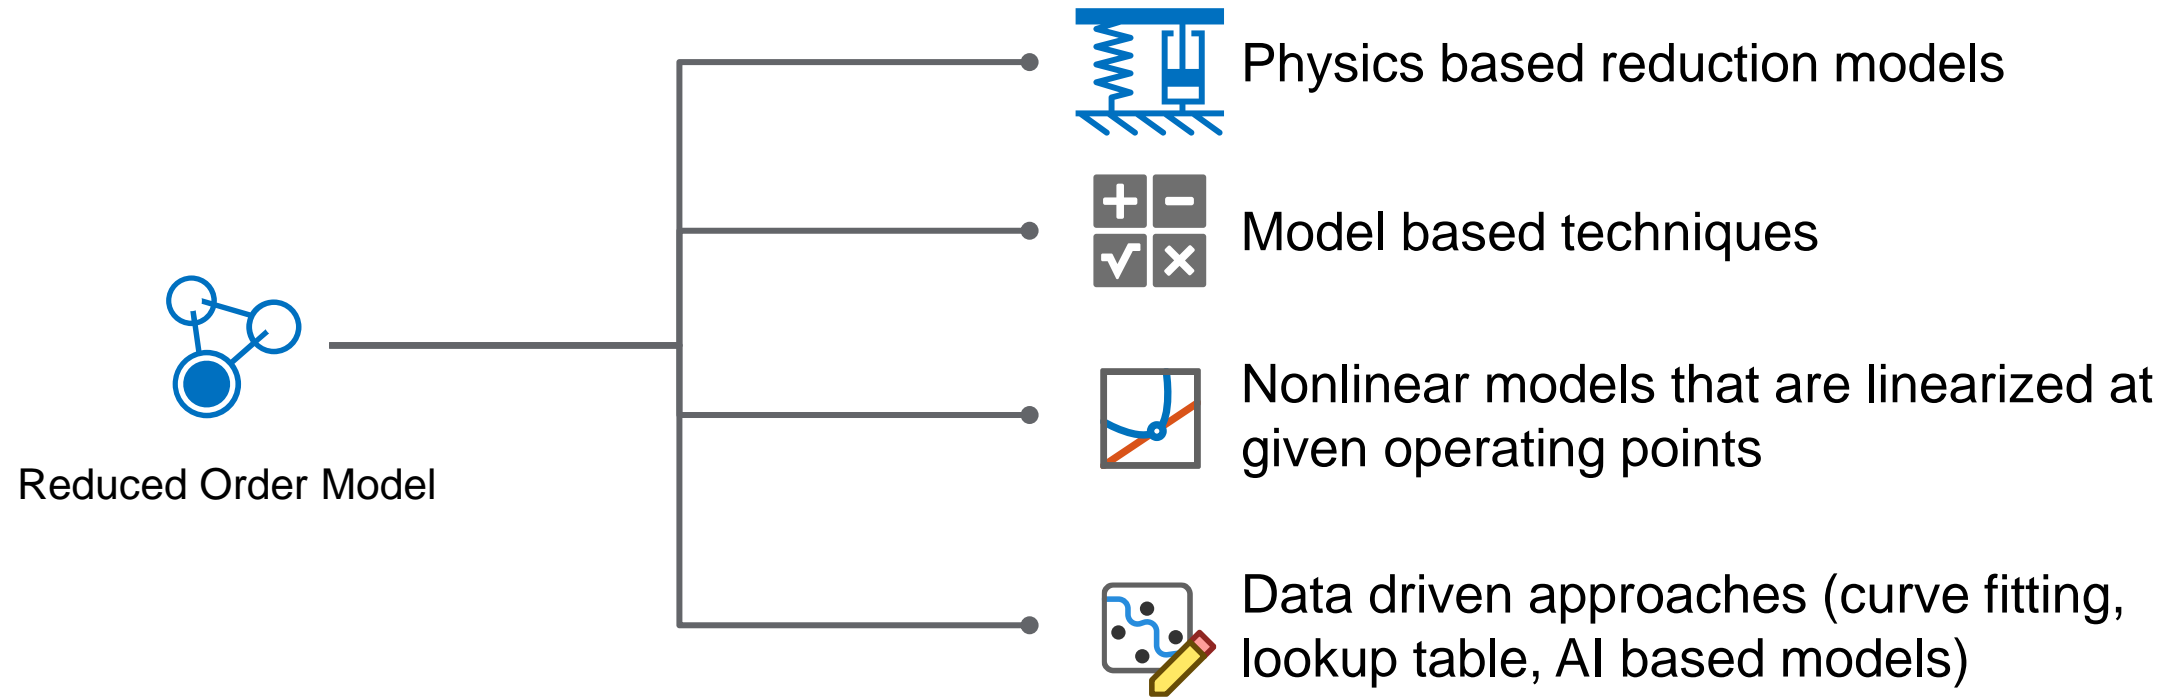 Physics based reduction models
Model based techniques
Nonlinear models that are linearized at
given operating points
Reduced Order Model
Data driven approaches (curve fitting,
lookup table, AI based models)